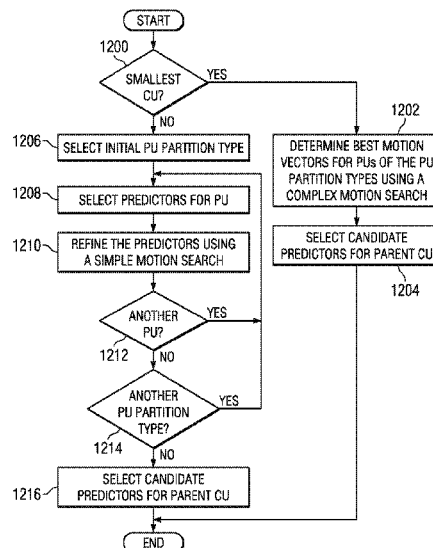 START
1200
SMALLEST
CU?
YES
NO
1202
1206
SELECT INITIAL PU PARTITION TYPE
DETERMINE BEST MOTION
VECTORS FOR PUs OF THE PU
PARTITION TYPES USING A
COMPLEX MOTION SEARCH
1208
SELECT PREDICTORS FOR PU
1210
REFINE THE PREDICTORS USING
A SIMPLE MOTION SEARCH
SELECT CANDIDATE
PREDICTORS FOR PARENT CU
1204
ANOTHER
PU?
YES
1212
NO
ANOTHER
PU PARTITION
TYPE?
YES
1214
NO
1216
SELECT CANDIDATE
PREDICTORS FOR PARENT CU
END